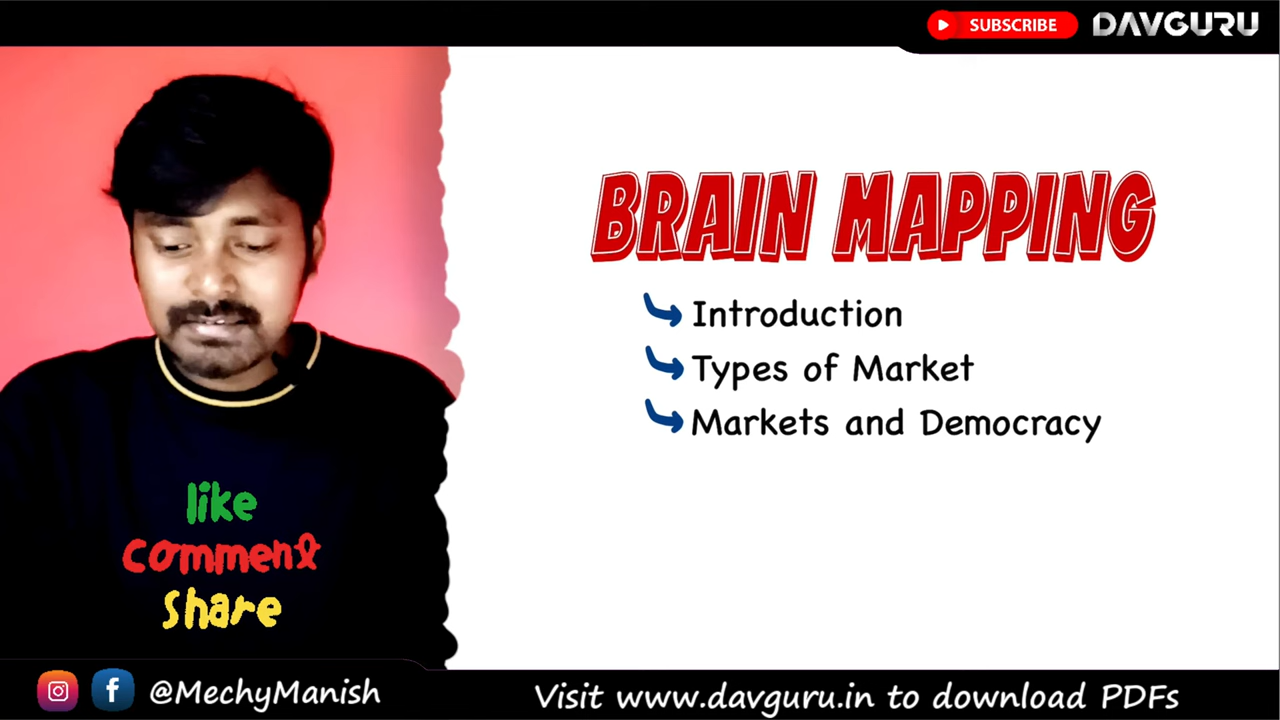 SUBSCRIBE DAVGURU
BRAIN MAPPING
Introduction
Types of Market
Markets and Democracy
like
comment
share
@MechyManish
Visit www.davguru.in to download PDFs